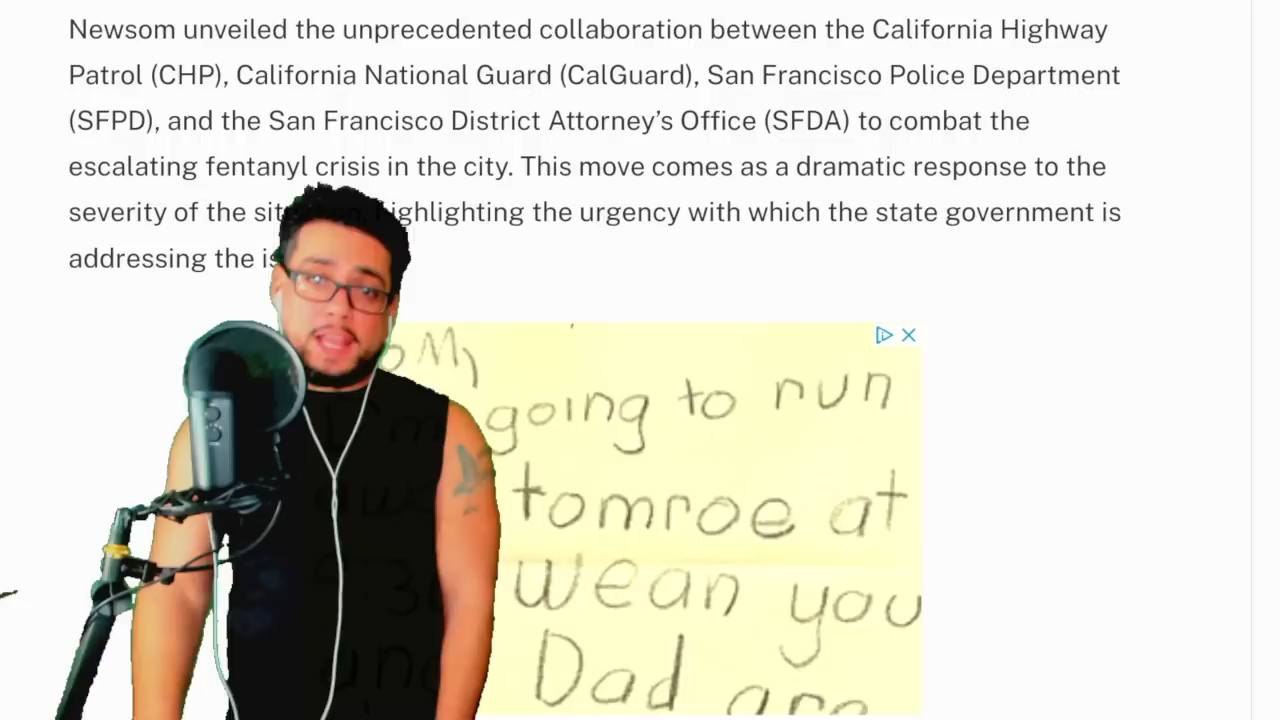 Newsom unveiled the unprecedented collaboration between the California Highway
Patrol (CHP), California National Guard (CalGuard), San Francisco Police Department
(SFPD), and the San Francisco District Attorney’s Office (SFDA) to combat the
escalating fentanyl crisis in the city. This move comes as a dramatic response to the
severity of the situation, highlighting the urgency with which the state government is
addressing the
I'm going to run
tomroe at
wean you
Dad are